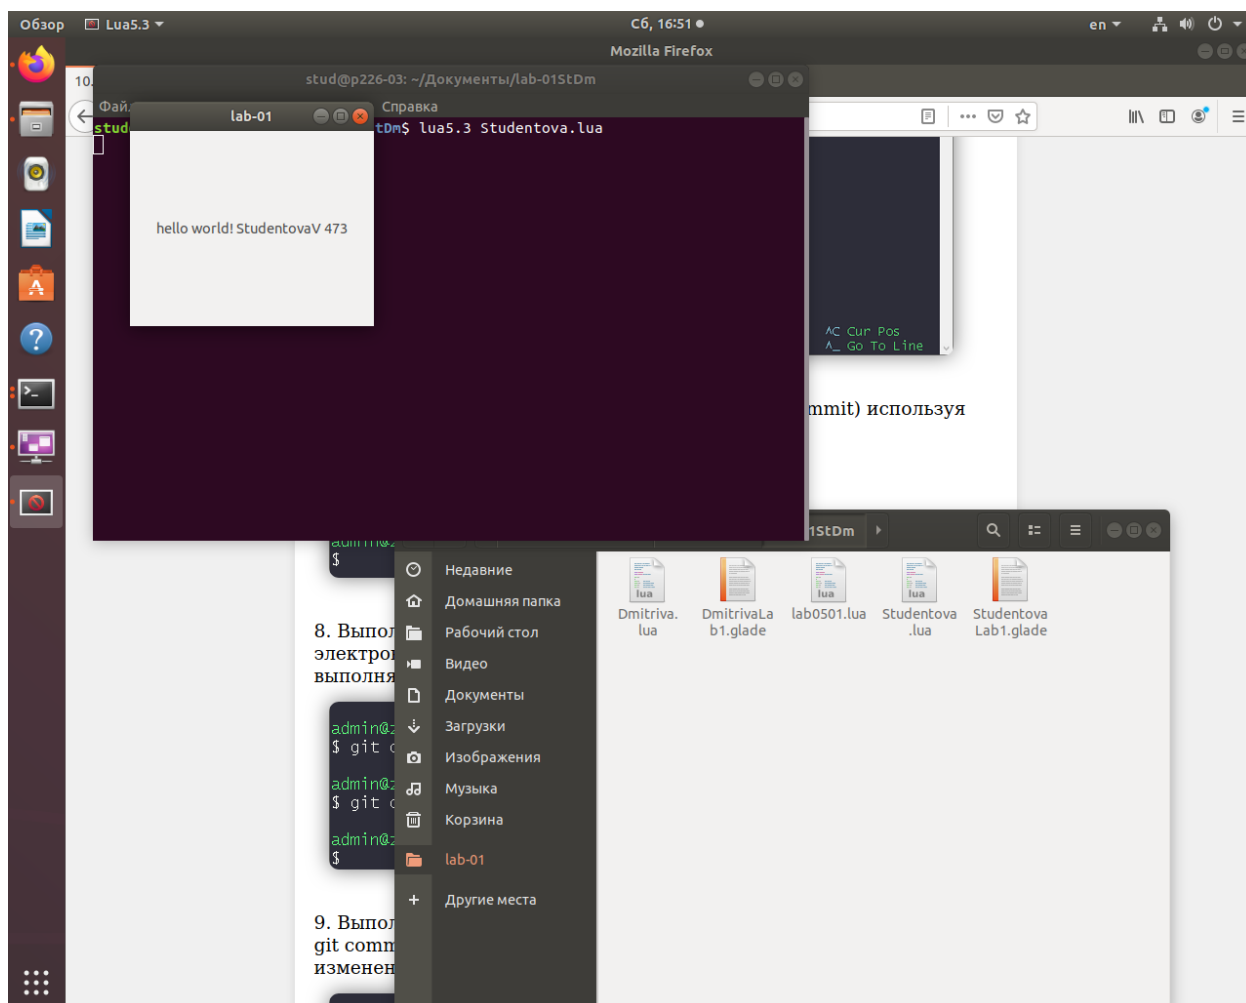 Обзор Lua5.3 Сб, 16:51 en
Mozilla Firefox
stud@p226-03: ~/Документы/lab-01StDm
10.
Справка
lab-01
stud tDm$ lua5.3 Studentova.lua
hello world! StudentovaV 473
^C Cur Pos
^_ Go To Line
mmit) используя
1StDm
$
Недавние
Домашняя папка
Рабочий стол
Видео
Документы
Загрузки
Изображения
Музыка
Корзина
lab-01
Другие места
Dmitriva.
lua
DmitrivaLa
b1.glade
lab0501.lua
Studentova
.lua
Studentova
Lab1.glade
8. Выпол
электро
выполня
admin@z
$ git c
admin@z
$ git c
admin@z
$
9. Выпол
git comm
изменен